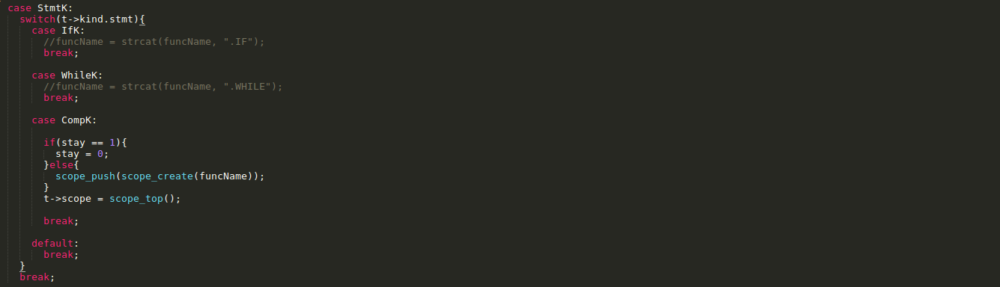 case StmtK:
switch(t->kind.stmt){
case IfK:
//funcName = strcat(funcName, ".IF");
break;
case WhileK:
//funcName = strcat(funcName, ".WHILE");
break;
case CompK:
if(stay == 1){
stay = 0;
}else{
scope_push(scope_create(funcName));
}
t->scope = scope_top();
break;
default:
break;
}
break;